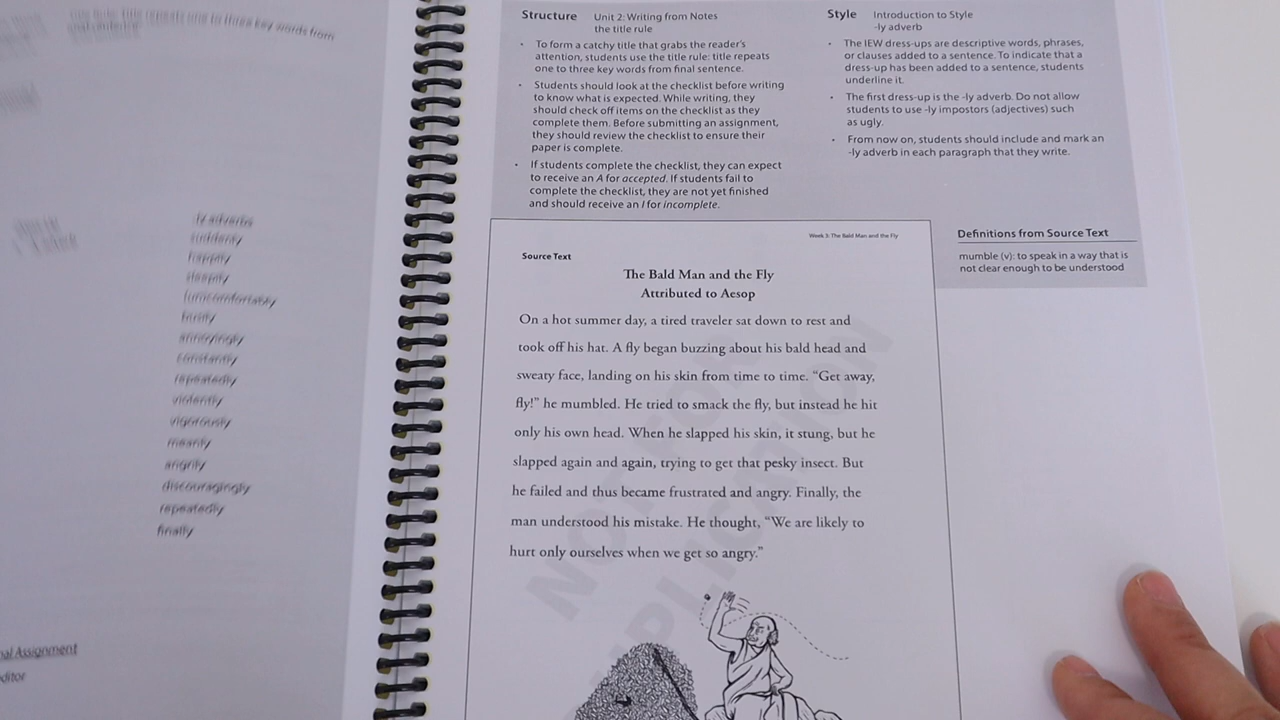 title repeats one to three key words from
-ly adverbs
suddenly
happily
sleepily
(un)comfortably
firstly
annoyingly
constantly
repeatedly
violently
vigorously
meanly
angrily
discouragingly
repeatedly
finally
Assignment
Structure
Unit 2: Writing from Notes
the title rule
• To form a catchy title that grabs the reader's
attention, students use the title rule: title repeats
one to three key words from final sentence.
• Students should look at the checklist before writing
to know what is expected. While writing, they
should check off items on the checklist as they
complete them. Before submitting an assignment,
they should review the checklist to ensure their
paper is complete.
• If students complete the checklist, they can expect
to receive an A for accepted. If students fail to
complete the checklist, they are not yet finished
and should receive an I for incomplete.
Style
Introduction to Style
-ly adverb
• The IEW dress-ups are descriptive words, phrases,
or clauses added to a sentence. To indicate that a
dress-up has been added to a sentence, students
underline it.
• The first dress-up is the -ly adverb. Do not allow
students to use -ly impostors (adjectives) such
as ugly.
• From now on, students should include and mark an
-ly adverb in each paragraph that they write.
Week 3: The Bald Man and the Fly
Source Text
The Bald Man and the Fly
Attributed to Aesop
On a hot summer day, a tired traveler sat down to rest and
took off his hat. A fly began buzzing about his bald head and
sweaty face, landing on his skin from time to time. “Get away,
fly!” he mumbled. He tried to smack the fly, but instead he hit
only his own head. When he slapped his skin, it stung, but he
slapped again and again, trying to get that pesky insect. But
he failed and thus became frustrated and angry. Finally, the
man understood his mistake. He thought, “We are likely to
hurt only ourselves when we get so angry.”
Definitions from Source Text
mumble (v): to speak in a way that is
not clear enough to be understood